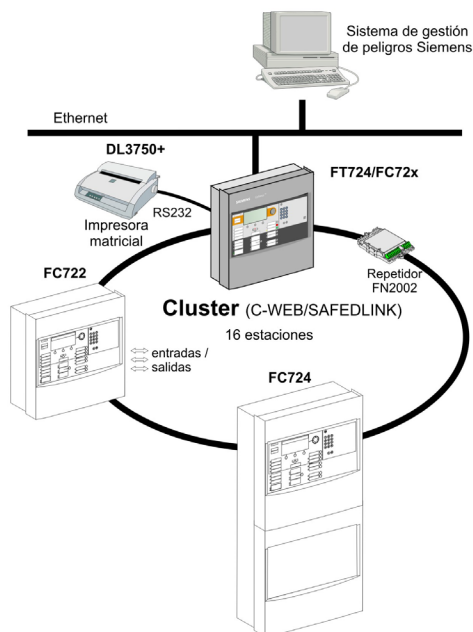 Sistema de gestión
de peligros Siemens
Ethernet
DL3750+
FT724/FC72x
RS232
Impresora
matricial
Repetidor
FN2002
FC722
Cluster (C-WEB/SAFEDLINK)
16 estaciones
entradas /
salidas
FC724